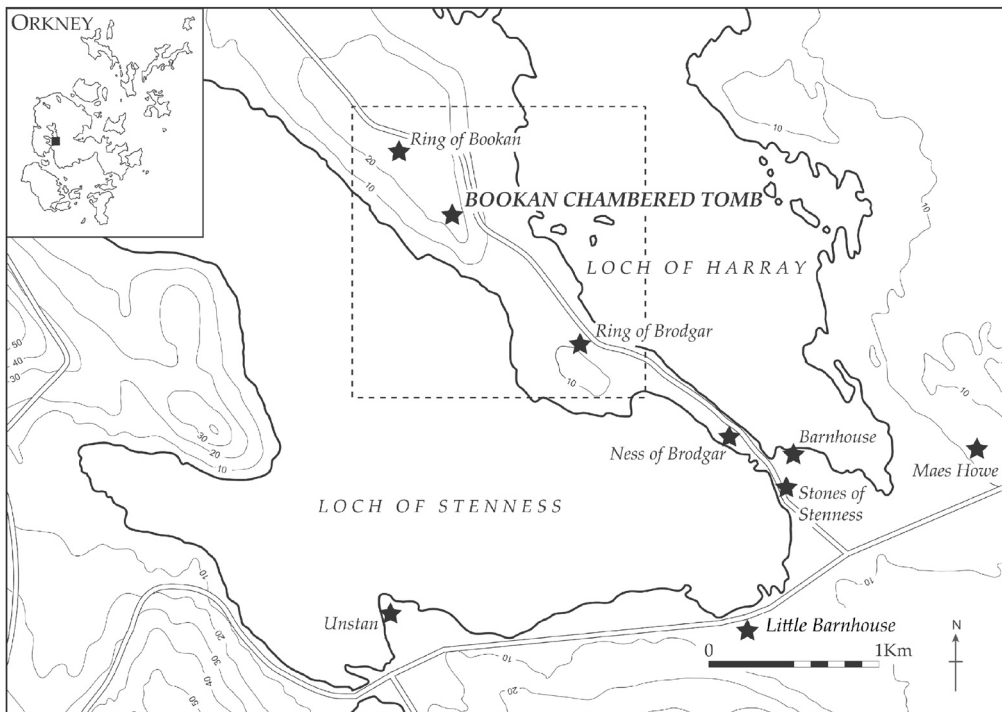 ORKNEY
Ring of Bookan
BOOKAN CHAMBERED TOMB
LOCH OF HARRAY
Ring of Brodgar
Ness of Brodgar
Barnhouse
Maes Howe
Stones of
Stenness
LOCH OF STENNESS
Unstan
Little Barnhouse
0
1Km
N
10
20
10
10
10
50
40
30
30
20
10
10
10
20
30
40
50
10
20
10